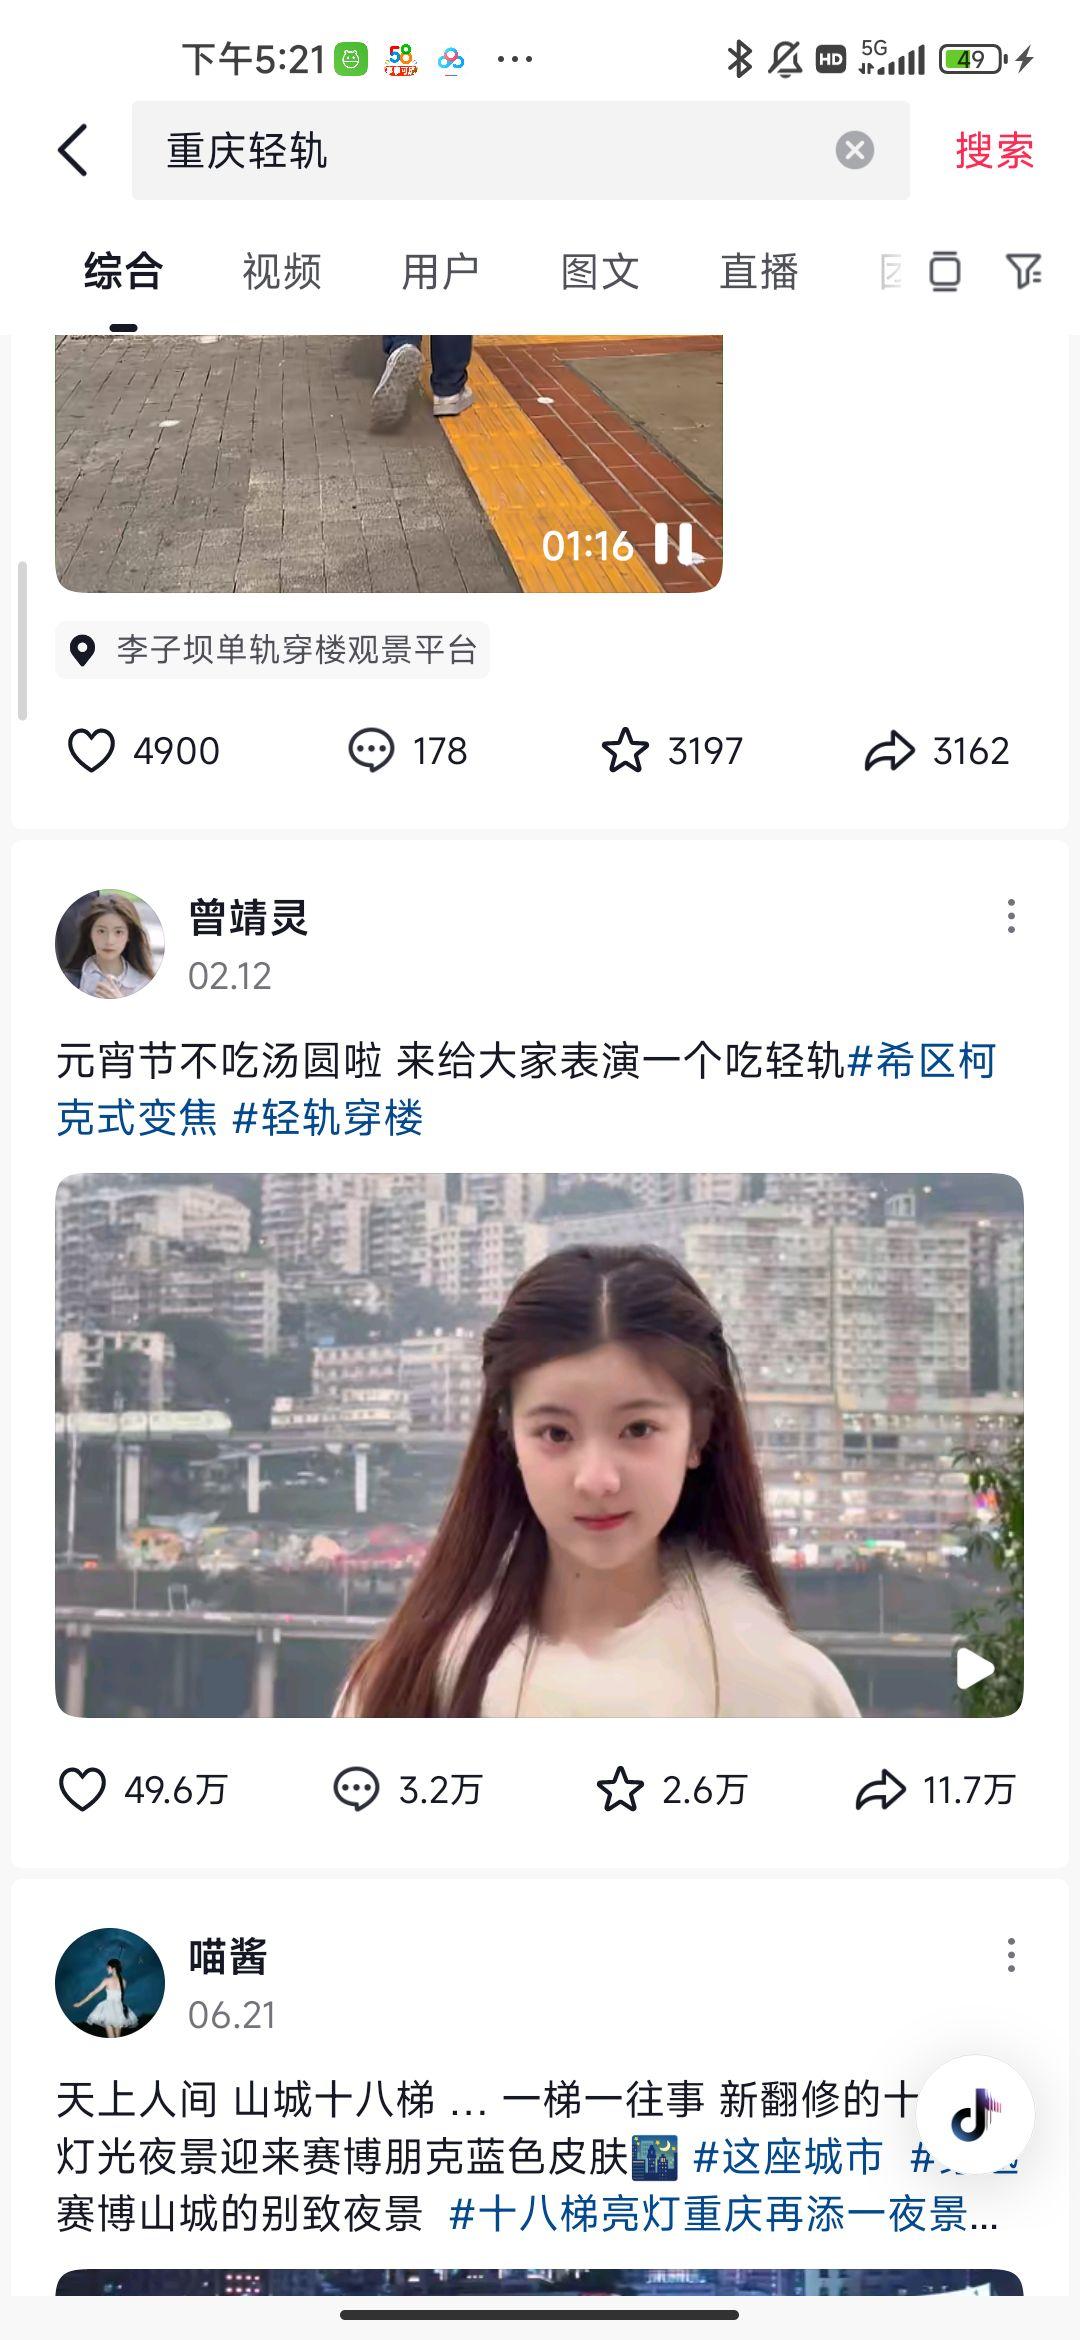 下午5:21
58
HD
5G
49
重庆轻轨
搜索
综合
视频
用户
图文
直播
01:16
李子坝单轨穿楼观景平台
4900
178
3197
3162
曾靖灵
02.12
元宵节不吃汤圆啦 来给大家表演一个吃轻轨#希区柯
克式变焦 #轻轨穿楼
49.6万
3.2万
2.6万
11.7万
喵酱
06.21
天上人间 山城十八梯 ... 一梯一往事 新翻修的十
灯光夜景迎来赛博朋克蓝色皮肤 #这座城市 #
赛博山城的别致夜景 #十八梯亮灯重庆再添一夜景...